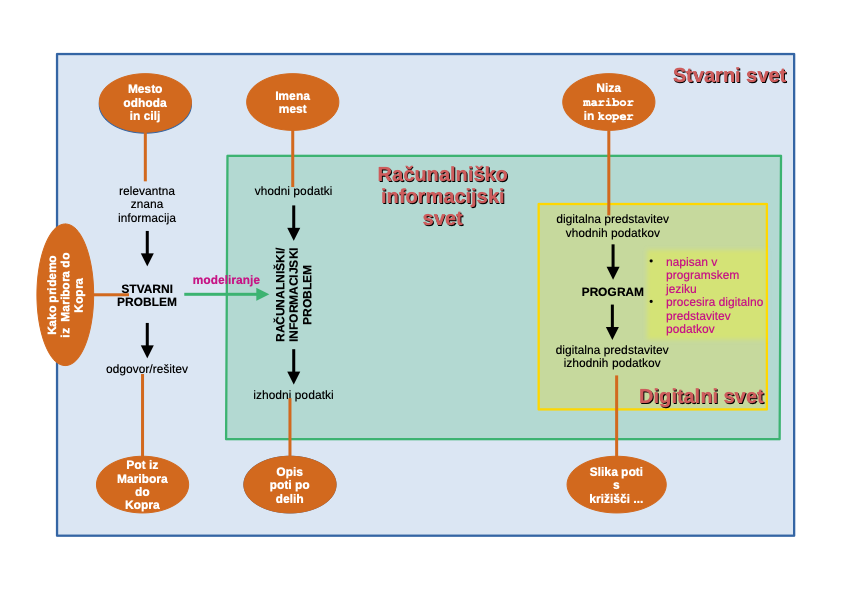 Stvarni svet
Mesto
odhoda
in cilj
Imena
mest
Niza
maribor
in koper
Računalniško
informacijski
svet
relevantna
znana
informacija
vhodni podatki
digitalna predstavitev
vhodnih podatkov
Kako pridemo
iz Maribora do
Kopra
STVARNI
PROBLEM
modeliranje
RAČUNALNIŠKI/
INFORMACIJSKI
PROBLEM
PROGRAM
• napisan v
programskem
jeziku
• procesira digitalno
predstavitev
podatkov
odgovor/rešitev
izhodni podatki
digitalna predstavitev
izhodnih podatkov
Digitalni svet
Pot iz
Maribora
do
Kopra
Opis
poti po
delih
Slika poti
s
križišči ...